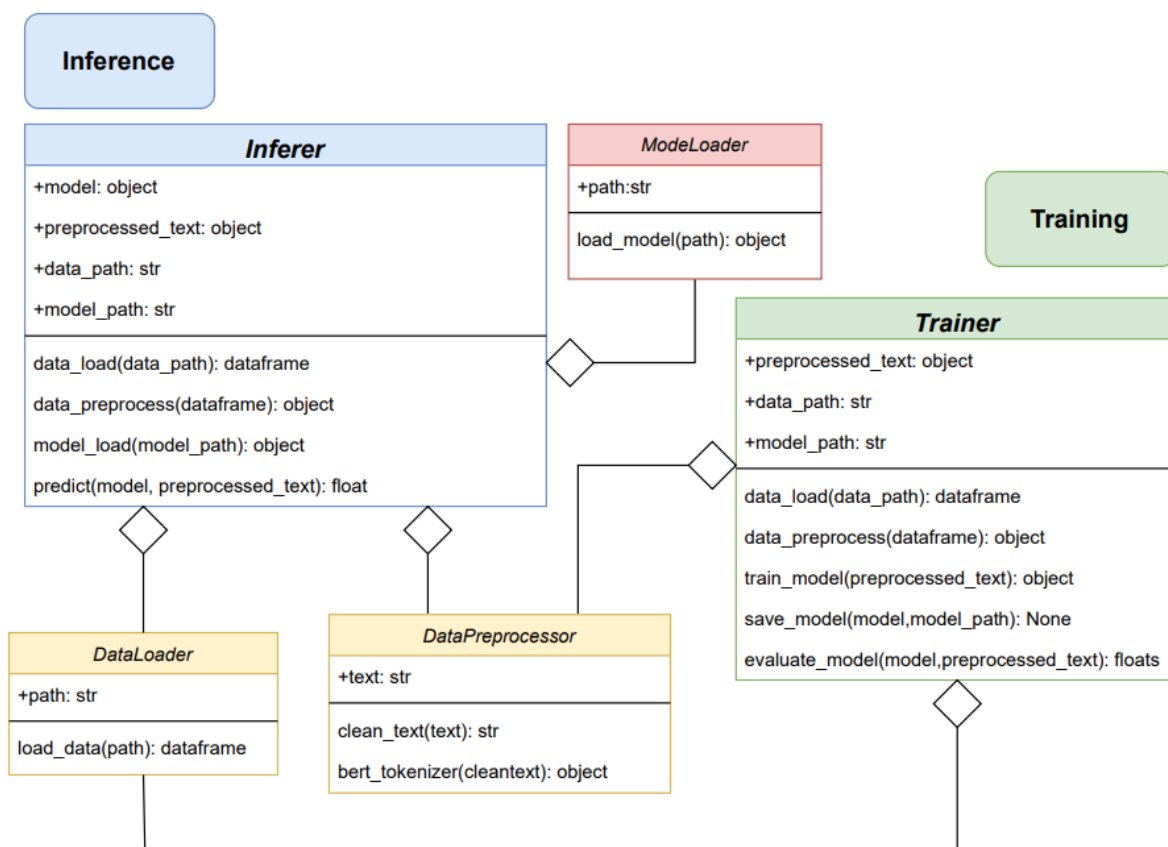 Inference
Inferer
+model: object
+preprocessed_text: object
+data_path: str
+model_path: str
data_load(data_path): dataframe
data_preprocess(dataframe): object
model_load(model_path): object
predict(model, preprocessed_text): float
ModeLoader
+path:str
load_model(path): object
Training
Trainer
+preprocessed_text: object
+data_path: str
+model_path: str
data_load(data_path): dataframe
data_preprocess(dataframe): object
train_model(preprocessed_text): object
save_model(model,model_path): None
evaluate_model(model,preprocessed_text): floats
DataLoader
+path: str
load_data(path): dataframe
DataPreprocessor
+text: str
clean_text(text): str
bert_tokenizer(cleantext): object